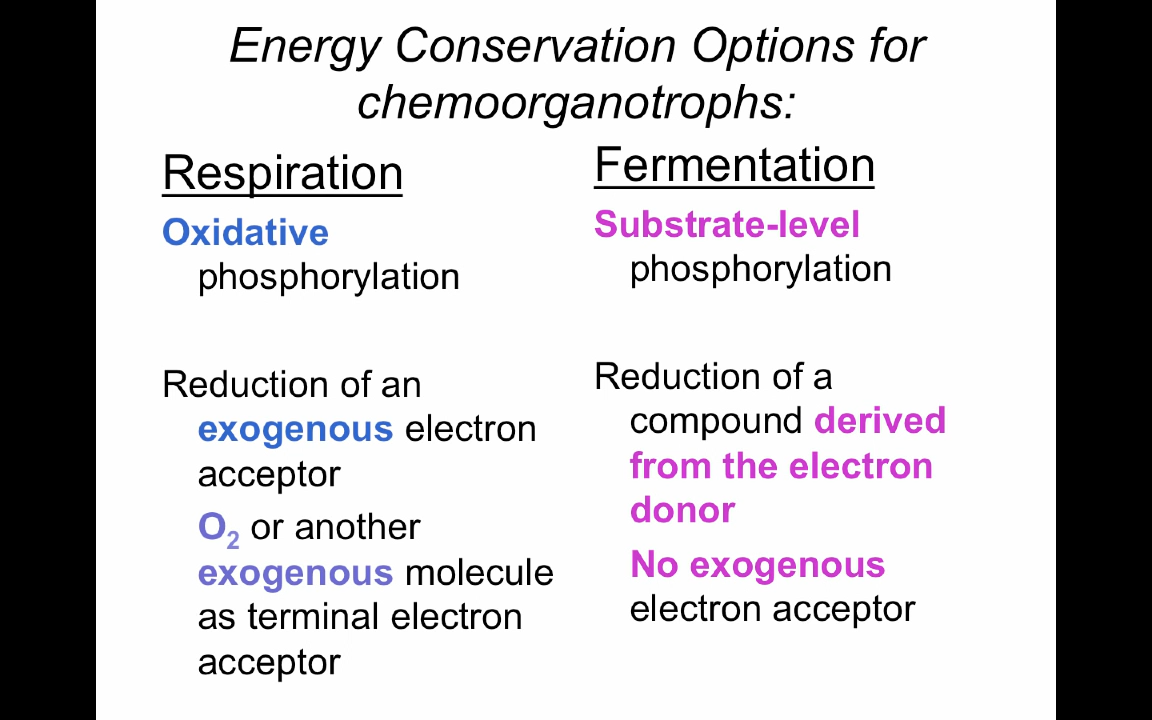 Energy Conservation Options for
chemoorganotrophs:
Respiration
Oxidative
phosphorylation
Reduction of an
exogenous electron
acceptor
O2 or another
exogenous molecule
as terminal electron
acceptor
Fermentation
Substrate-level
phosphorylation
Reduction of a
compound derived
from the electron
donor
No exogenous
electron acceptor